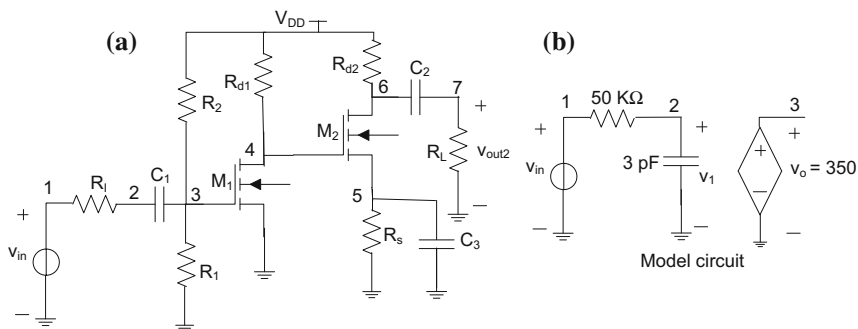 (a)
V_DD
R_d1
R_d2
C_2
6
7
+
R_2
4
M_2
R_L
v_out2
M_1
1
R_I
2
C_1
3
+
v_in
−
R_1
5
R_s
C_3
−
(b)
1
50 KΩ
2
3
+
+
+
+
v_in
3 pF
v_1
−
v_o = 350
−
−
−
Model circuit